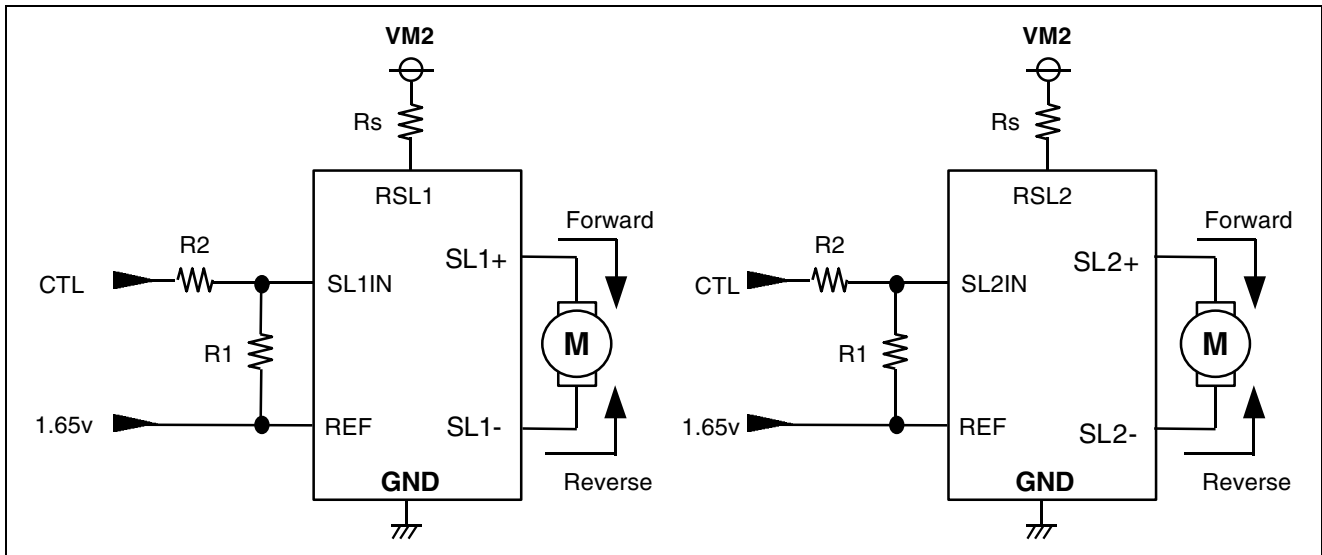 VM2
Rs
RSL1
Forward
R2
SL1+
CTL
SL1IN
R1
M
1.65v
REF
SL1-
GND
Reverse
VM2
Rs
RSL2
Forward
R2
SL2+
CTL
SL2IN
R1
M
1.65v
REF
SL2-
GND
Reverse